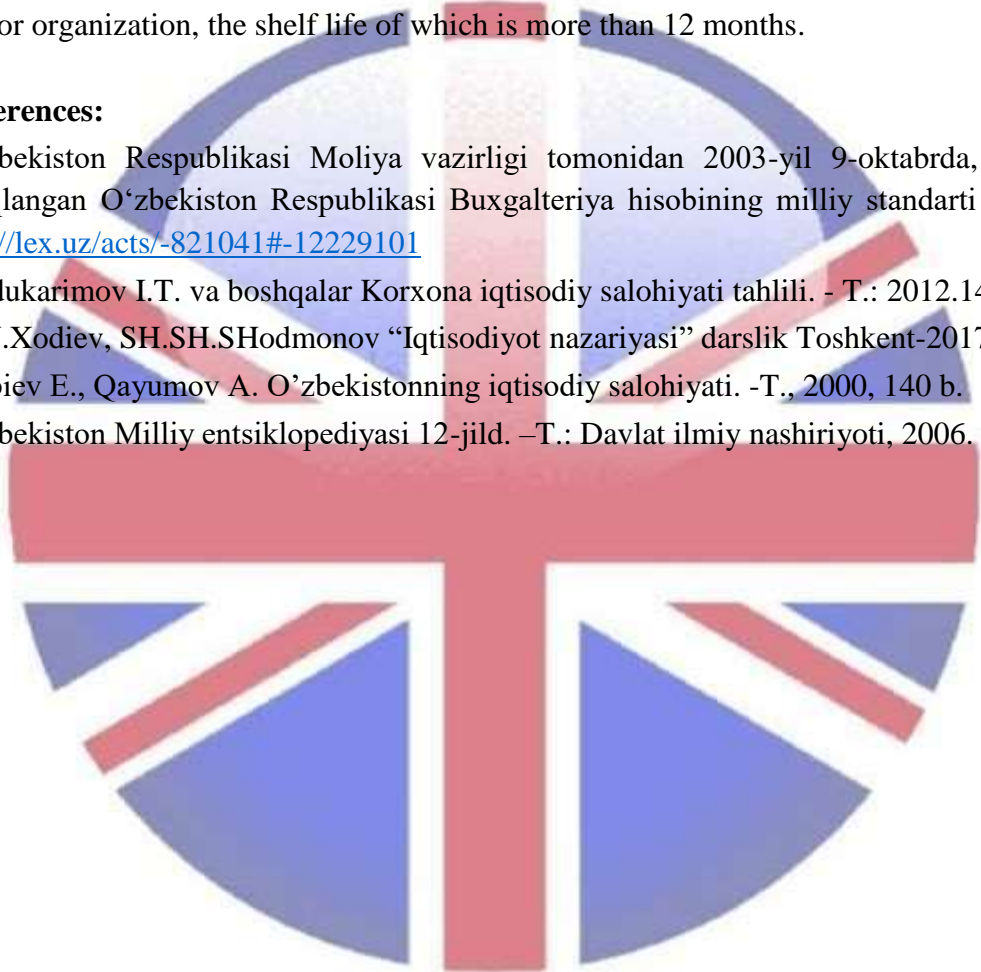 or organization, the shelf life of which is more than 12 months.
erences:
bekiston Respublikasi Moliya vazirligi tomonidan 2003-yil 9-oktabrda,
qlangan O‘zbekiston Respublikasi Buxgalteriya hisobining milliy standarti
//lex.uz/acts/-821041#-12229101
dukarimov I.T. va boshqalar Korxona iqtisodiy salohiyati tahlili. - T.: 2012.14
.Xodiev, SH.SH.SHodmonov “Iqtisodiyot nazariyasi” darslik Toshkent-2017
biev E., Qayumov A. O’zbekistonning iqtisodiy salohiyati. -T., 2000, 140 b.
bekiston Milliy entsiklopediyasi 12-jild. –T.: Davlat ilmiy nashiriyoti, 2006.